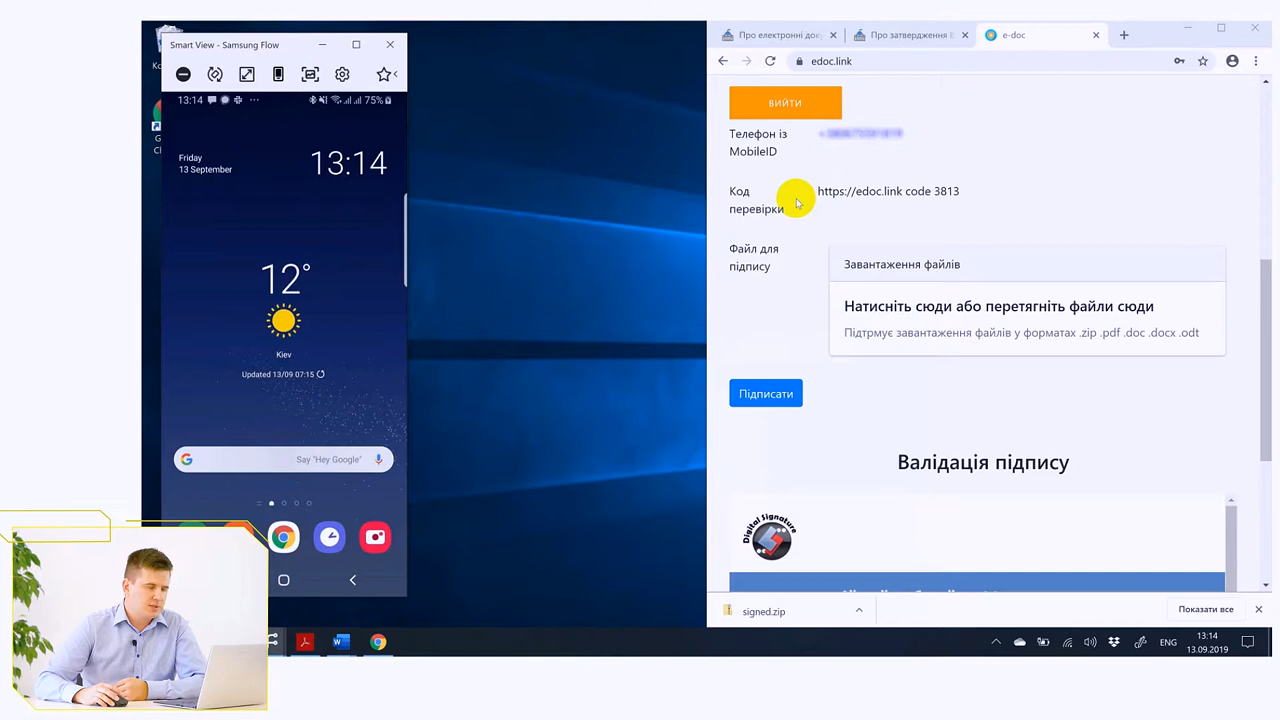 Smart View - Samsung Flow
13:14
75%
Friday
13 September
13:14
12°
Kiev
Updated 13/09 07:15
Say "Hey Google"
Про електронні доку
Про затвердження В
e-doc
edoc.link
ВИЙТИ
Телефон із
MobileID
Код
перевірки
https://edoc.link code 3813
Файл для
підпису
Завантаження файлів
Натисніть сюди або перетягніть файли сюди
Підтрмує завантаження файлів у форматах .zip .pdf .doc .docx .odt
Підписати
Валідація підпису
Digital Signature
signed.zip
Показати все
ENG
13:14
13.09.2019